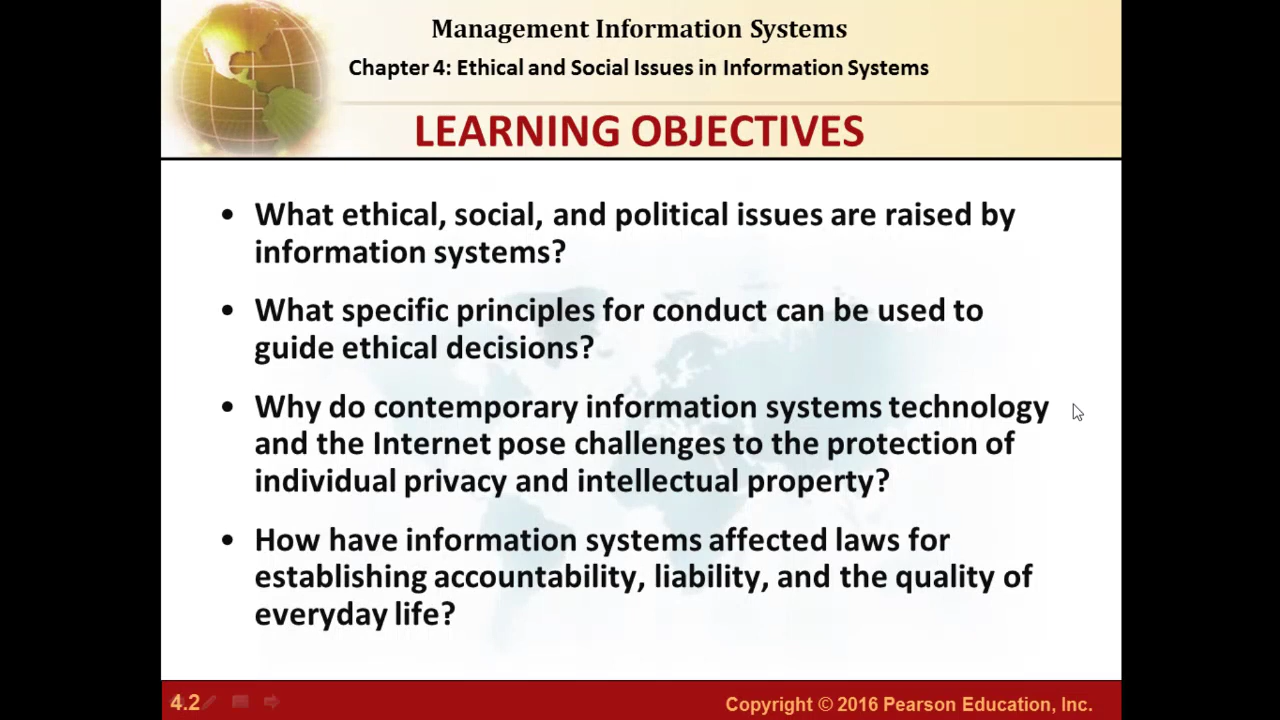 Management Information Systems
Chapter 4: Ethical and Social Issues in Information Systems
LEARNING OBJECTIVES
• What ethical, social, and political issues are raised by
information systems?
• What specific principles for conduct can be used to
guide ethical decisions?
• Why do contemporary information systems technology
and the Internet pose challenges to the protection of
individual privacy and intellectual property?
• How have information systems affected laws for
establishing accountability, liability, and the quality of
everyday life?
4.2
Copyright © 2016 Pearson Education, Inc.